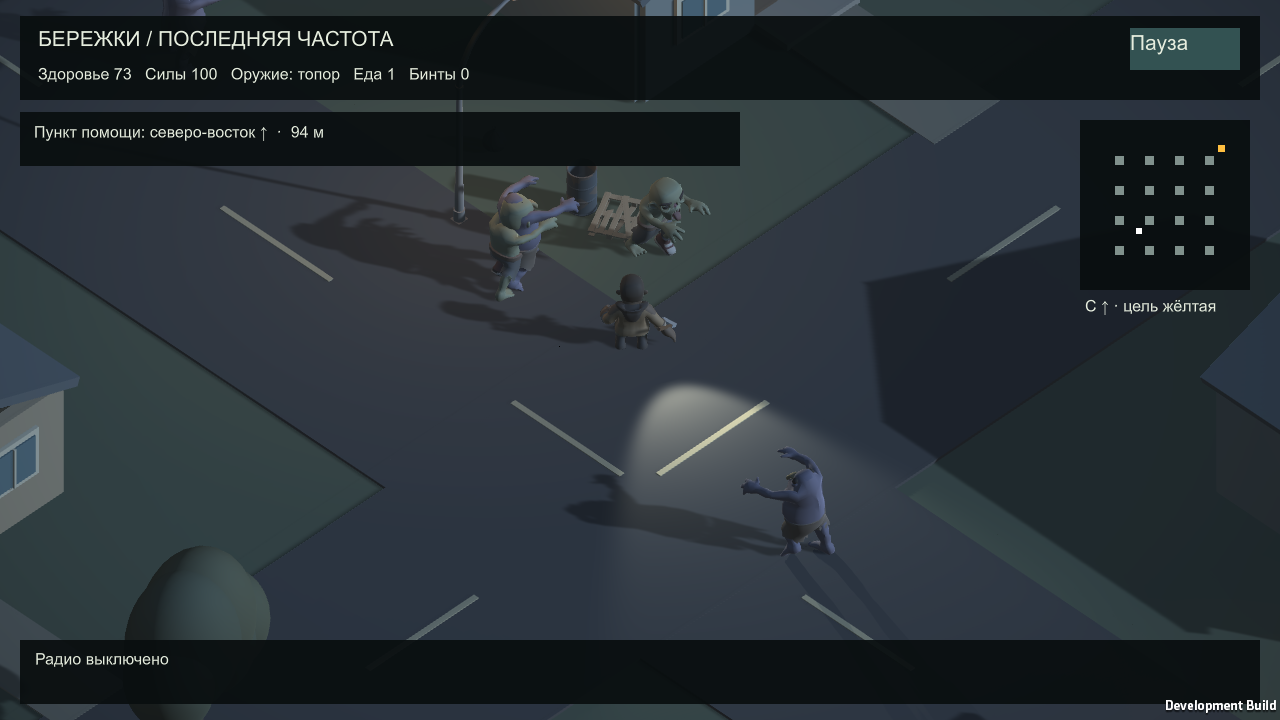 БЕРЕЖКИ / ПОСЛЕДНЯЯ ЧАСТОТА
Пауза
Здоровье 73 Силы 100 Оружие: топор Еда 1 Бинты 0
Пункт помощи: северо-восток ↑ · 94 м
С ↑ · цель жёлтая
Радио выключено
Development Build